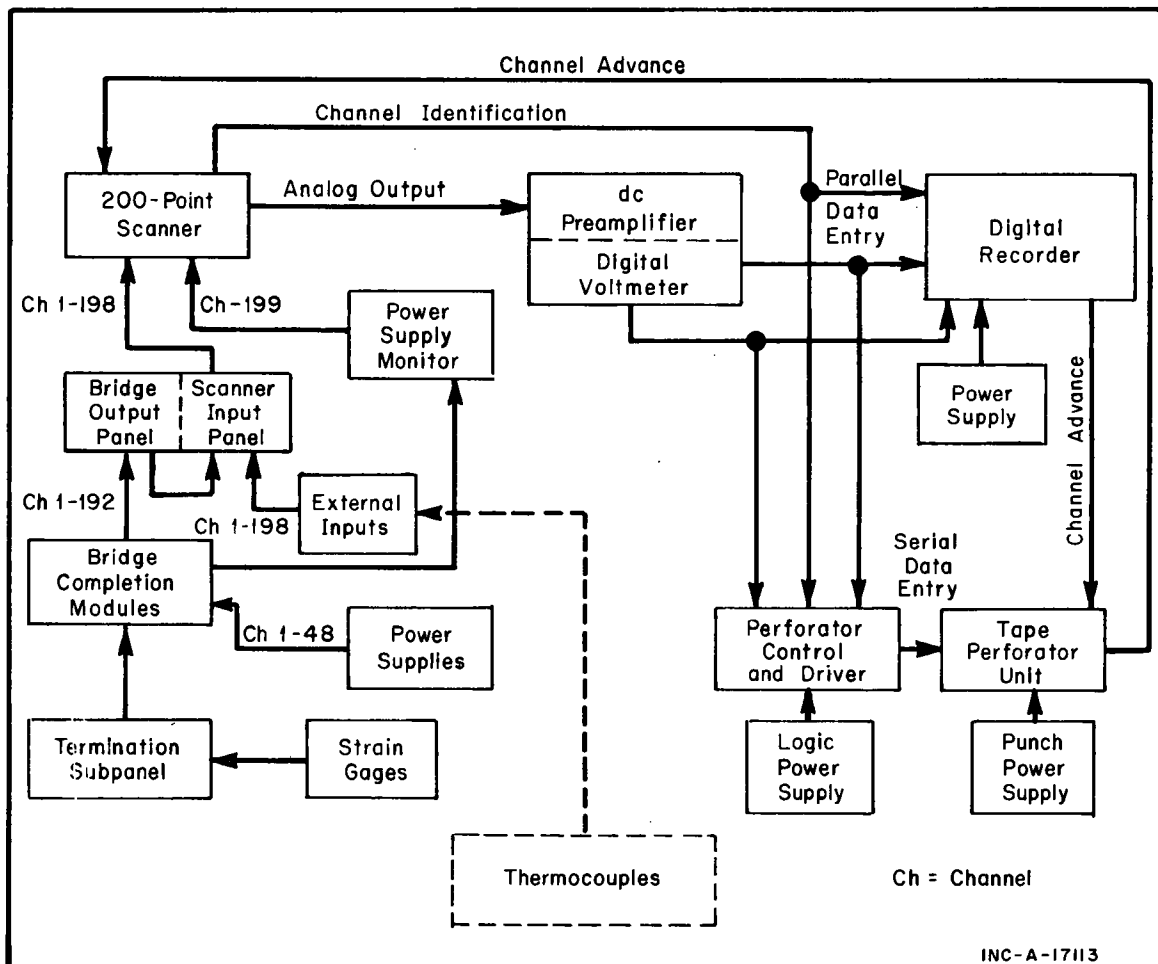 Channel Advance
Channel Identification
200-Point
Scanner
Analog Output
dc
Preamplifier
Digital
Voltmeter
Parallel
Data
Entry
Digital
Recorder
Ch 1-198
Ch-199
Power
Supply
Monitor
Bridge
Output
Panel
Scanner
Input
Panel
Power
Supply
Channel Advance
Ch 1-192
Ch 1-198
External
Inputs
Bridge
Completion
Modules
Ch 1-48
Power
Supplies
Serial
Data
Entry
Perforator
Control
and Driver
Tape
Perforator
Unit
Termination
Subpanel
Strain
Gages
Logic
Power
Supply
Punch
Power
Supply
Thermocouples
Ch = Channel
INC-A-17113